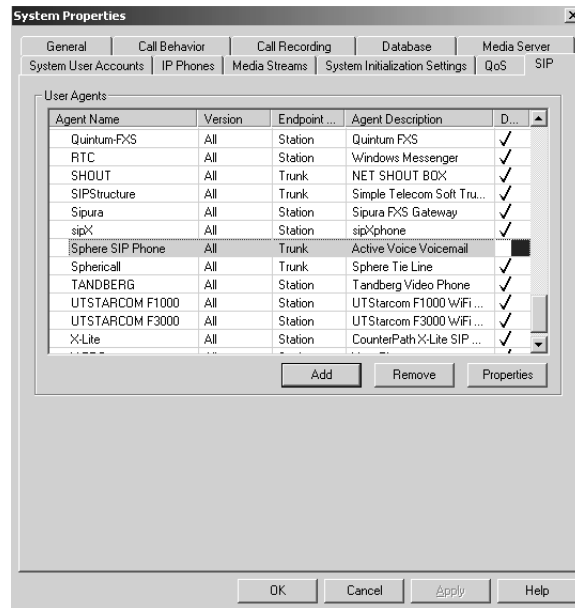 System Properties
General Call Behavior Call Recording Database Media Server
System User Accounts IP Phones Media Streams System Initialization Settings QoS SIP
User Agents
Agent Name Version Endpoint ... Agent Description D...
Quintum-FXS All Station Quintum FXS
RTC All Station Windows Messenger
SHOUT All Trunk NET SHOUT BOX
SIPStructure All Trunk Simple Telecom Soft Tru...
Sipura All Station Sipura FXS Gateway
sipX All Station sipXphone
Sphere SIP Phone All Trunk Active Voice Voicemail
Sphericall All Trunk Sphere Tie Line
TANDBERG All Station Tandberg Video Phone
UTSTARCOM F1000 All Station UTStarcom F1000 WiFi ...
UTSTARCOM F3000 All Station UTStarcom F3000 WiFi ...
X-Lite All Station CounterPath X-Lite SIP ...
Add Remove Properties
OK Cancel Apply Help